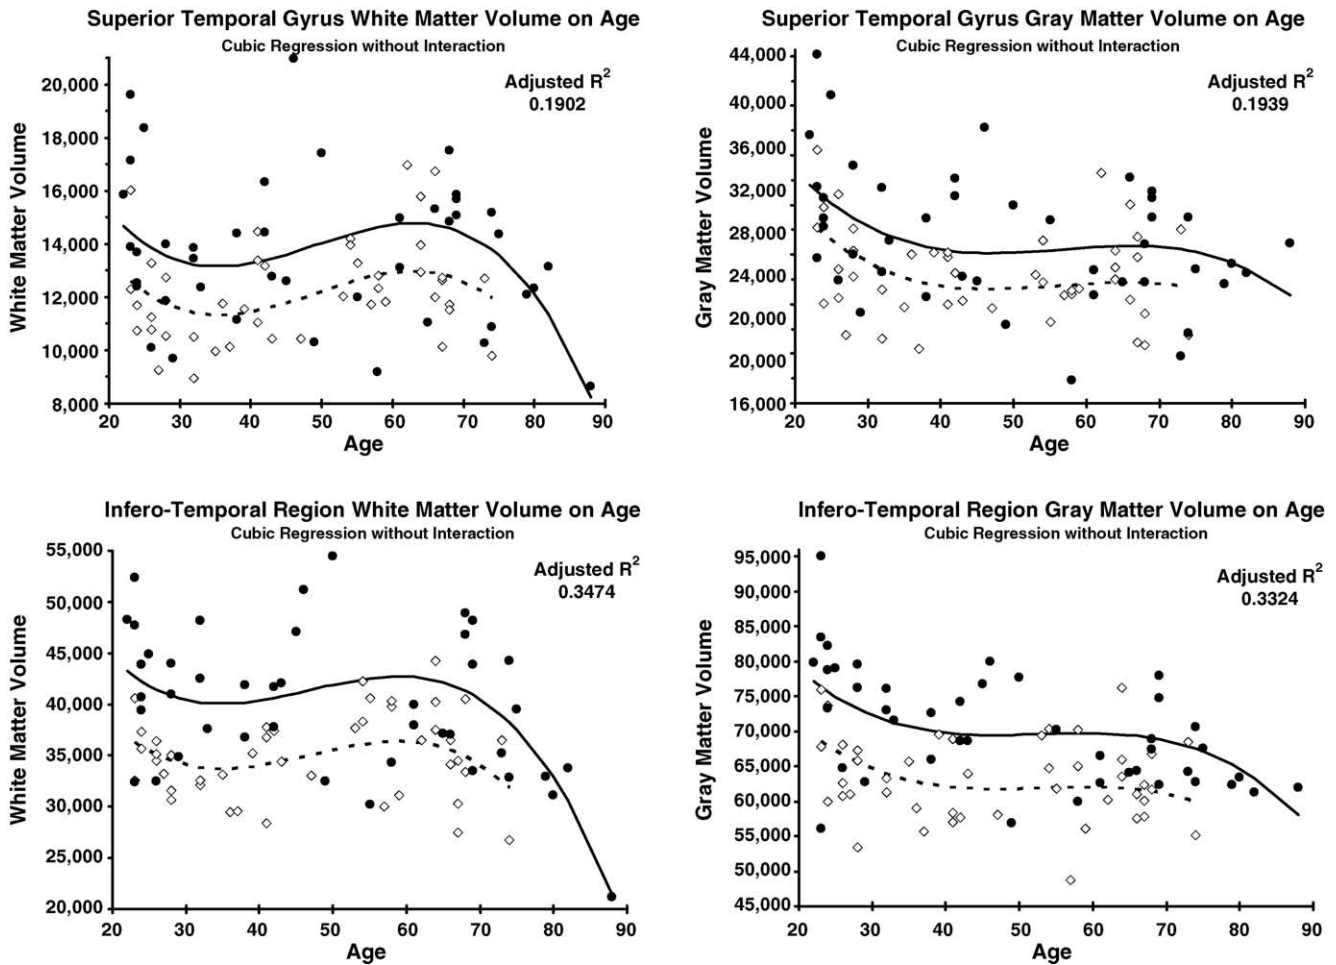 Superior Temporal Gyrus White Matter Volume on Age
Cubic Regression without Interaction
Adjusted R2
0.1902
White Matter Volume
20,000
18,000
16,000
14,000
12,000
10,000
8,000
20 30 40 50 60 70 80 90
Age
Superior Temporal Gyrus Gray Matter Volume on Age
Cubic Regression without Interaction
Adjusted R2
0.1939
Gray Matter Volume
44,000
40,000
36,000
32,000
28,000
24,000
20,000
20,000
16,000
20 30 40 50 60 70 80 90
Age
Infero-Temporal Region White Matter Volume on Age
Cubic Regression without Interaction
Adjusted R2
0.3474
White Matter Volume
55,000
50,000
45,000
40,000
35,000
30,000
25,000
20,000
20 30 40 50 60 70 80 90
Age
Infero-Temporal Region Gray Matter Volume on Age
Cubic Regression without Interaction
Adjusted R2
0.3324
Gray Matter Volume
95,000
90,000
85,000
80,000
75,000
70,000
65,000
60,000
55,000
50,000
45,000
20 30 40 50 60 70 80 90
Age